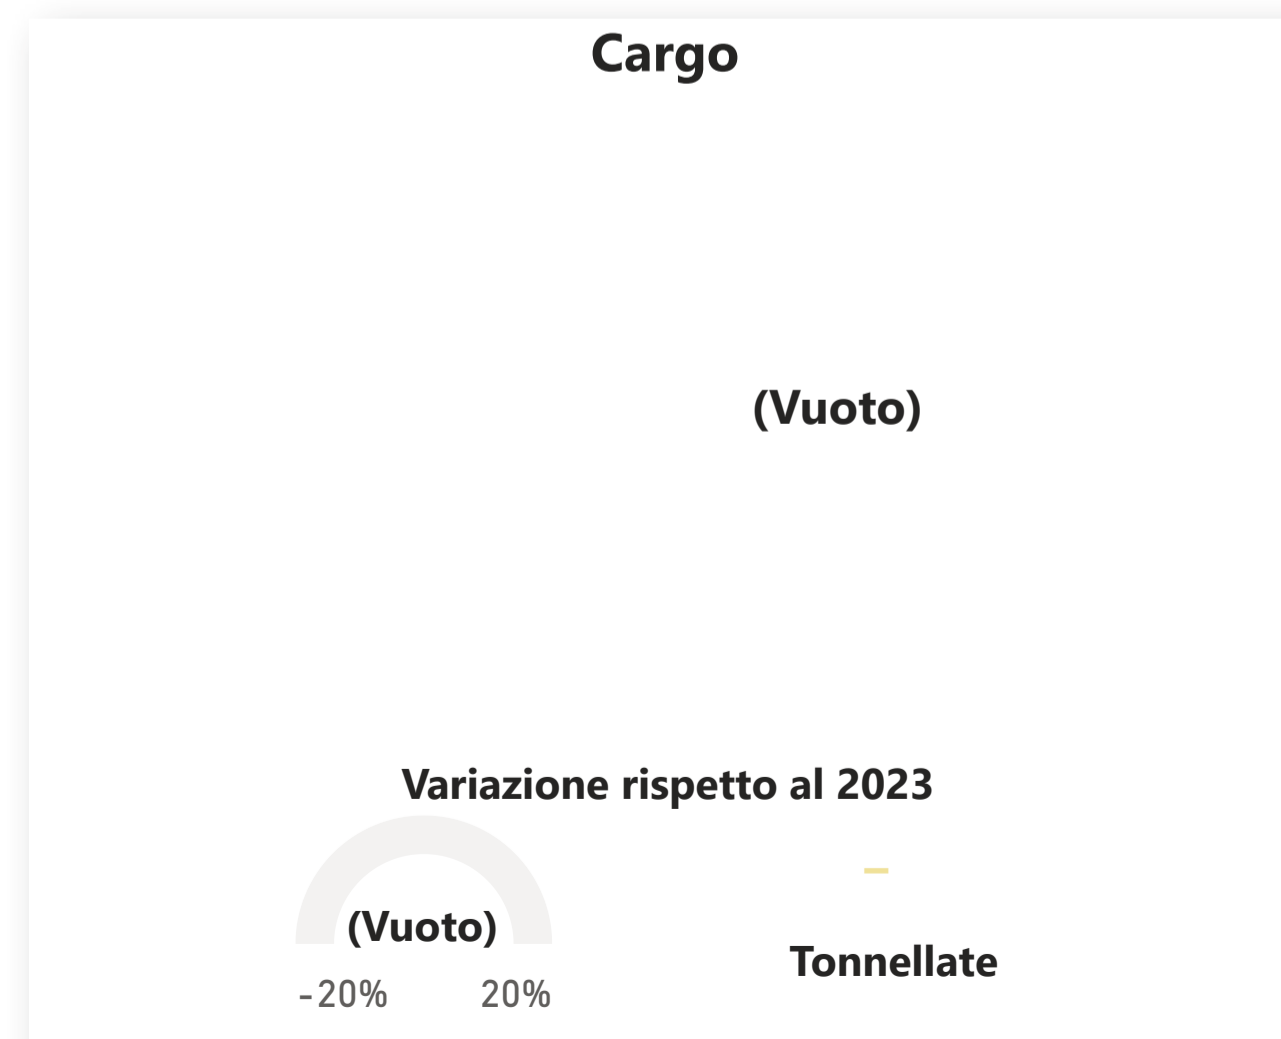 Cargo
(Vuoto)
Variazione rispetto al 2023
–
(Vuoto)
-20% 20%
Tonnellate